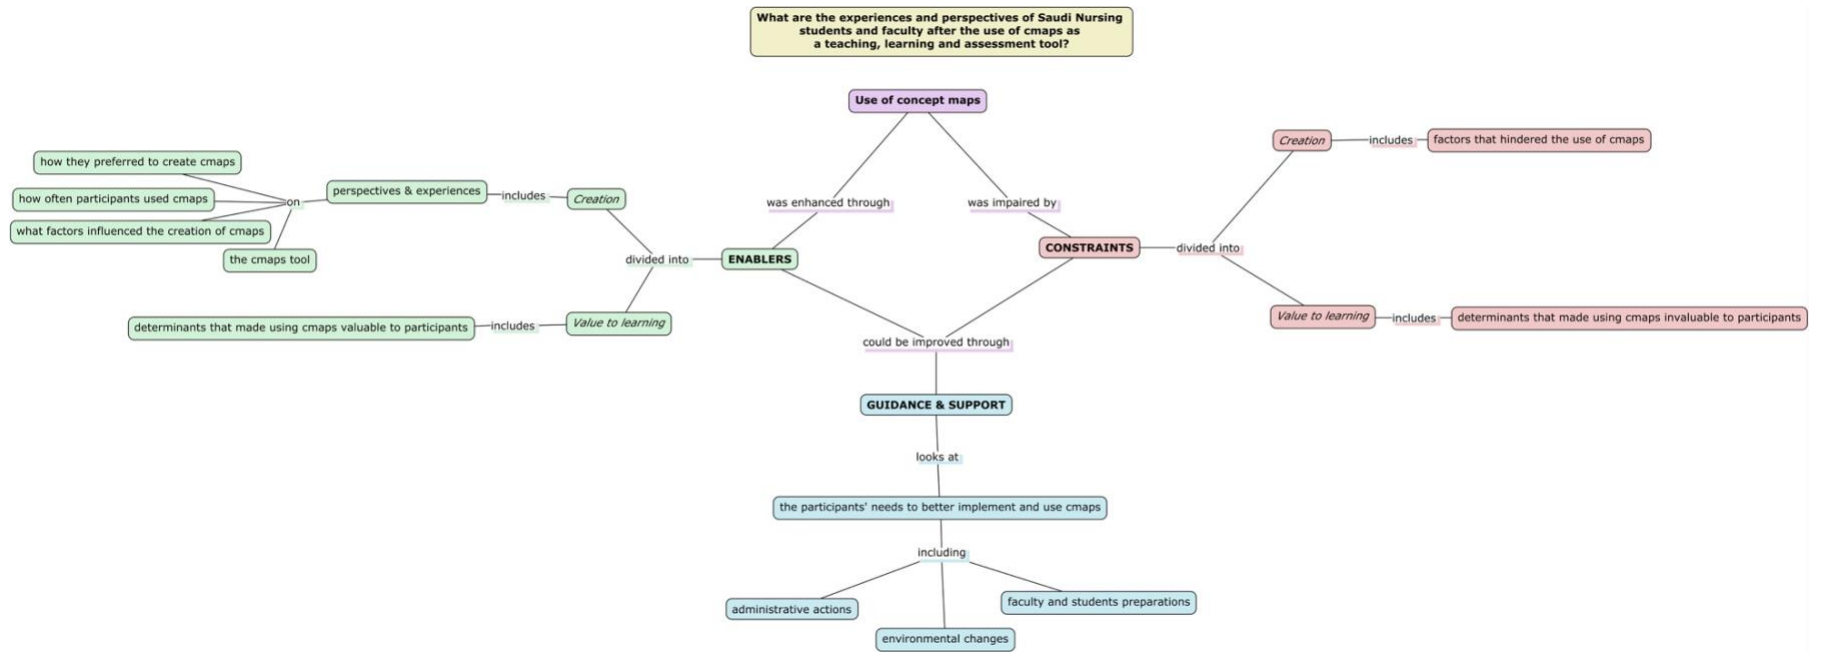 What are the experiences and perspectives of Saudi Nursing
students and faculty after the use of cmaps as
a teaching, learning and assessment tool?
Use of concept maps
was enhanced through
was impaired by
ENABLERS
divided into
Creation
includes
perspectives & experiences
on
how they preferred to create cmaps
how often participants used cmaps
what factors influenced the creation of cmaps
the cmaps tool
Value to learning
includes
determinants that made using cmaps valuable to participants
CONSTRAINTS
divided into
Creation
includes
factors that hindered the use of cmaps
Value to learning
includes
determinants that made using cmaps invaluable to participants
could be improved through
GUIDANCE & SUPPORT
looks at
the participants' needs to better implement and use cmaps
including
administrative actions
environmental changes
faculty and students preparations